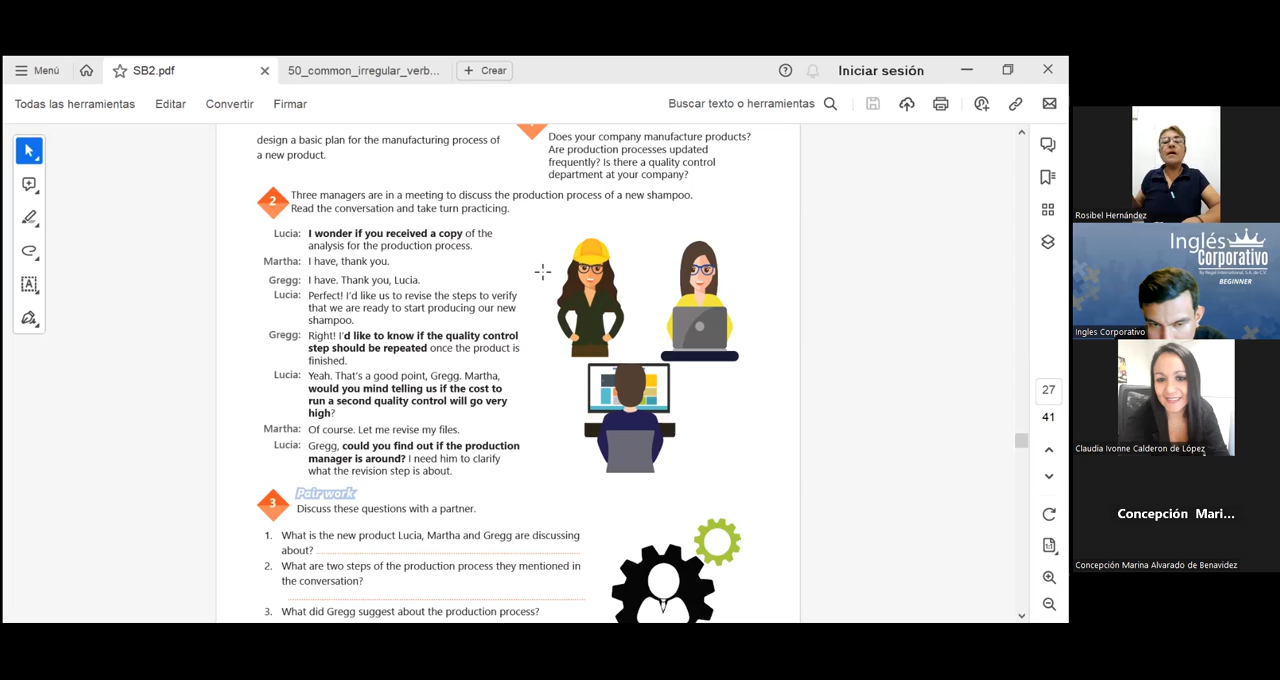 Menú
SB2.pdf
50_common_irregular_verb...
Crear
Iniciar sesión
Todas las herramientas
Editar
Convertir
Firmar
Buscar texto o herramientas
design a basic plan for the manufacturing process of
a new product.
Does your company manufacture products?
Are production processes updated
frequently? Is there a quality control
department at your company?
2
Three managers are in a meeting to discuss the production process of a new shampoo.
Read the conversation and take turn practicing.
Lucia: I wonder if you received a copy of the
analysis for the production process.
Martha: I have, thank you.
Gregg: I have. Thank you, Lucia.
Lucia: Perfect! I'd like us to revise the steps to verify
that we are ready to start producing our new
shampoo.
Gregg: Right! I'd like to know if the quality control
step should be repeated once the product is
finished.
Lucia: Yeah. That's a good point, Gregg. Martha,
would you mind telling us if the cost to
run a second quality control will go very
high?
Martha: Of course. Let me revise my files.
Lucia: Gregg, could you find out if the production
manager is around? I need him to clarify
what the revision step is about.
3
Pair work
Discuss these questions with a partner.
1. What is the new product Lucia, Martha and Gregg are discussing
about?
2. What are two steps of the production process they mentioned in
the conversation?
3. What did Gregg suggest about the production process?
27
41
Rosibel Hernández
Inglés
Corporativo
By Regal International, S.A. de C.V.
BEGINNER
Ingles Corporativo
Claudia Ivonne Calderon de López
Concepción Mari...
Concepción Marina Alvarado de Benavidez